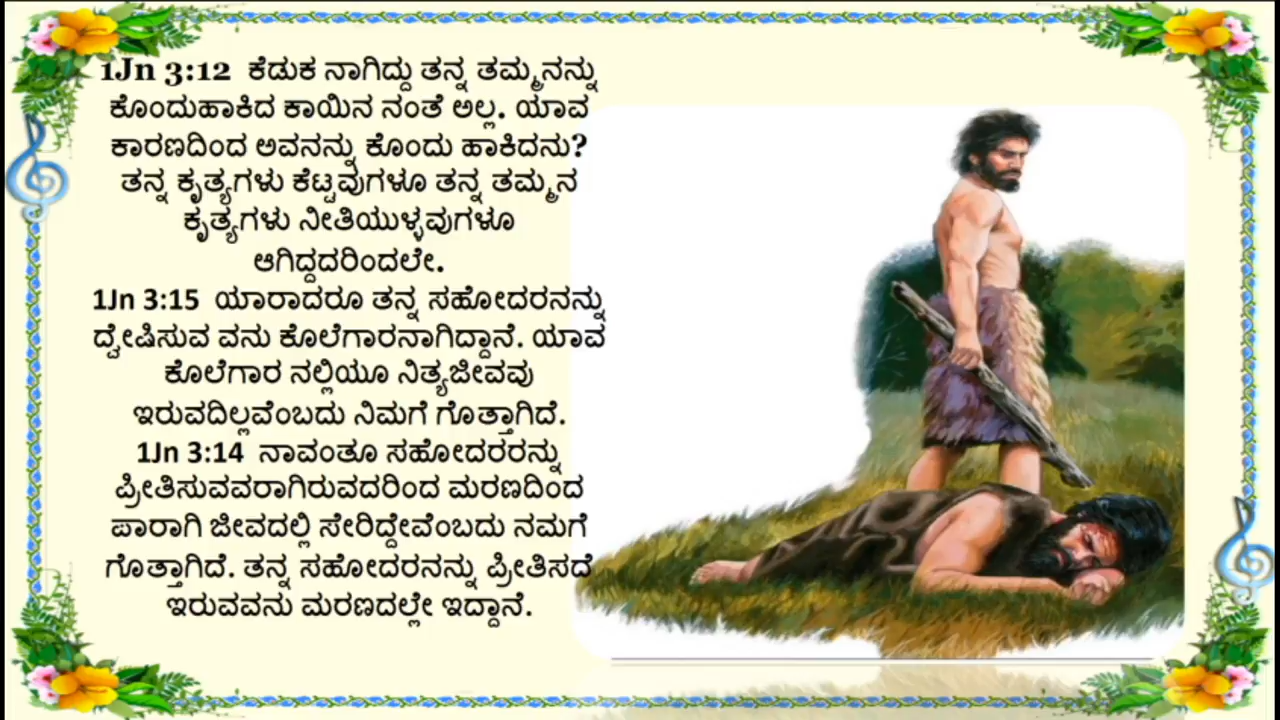 1Jn 3:12 ಕೆಡುಕ ನಾಗಿದ್ದು ತನ್ನ ತಮ್ಮನನ್ನು
ಕೊಂದುಹಾಕಿದ ಕಾಯಿನ ನಂತೆ ಅಲ್ಲ. ಯಾವ
ಕಾರಣದಿಂದ ಅವನನ್ನು ಕೊಂದು ಹಾಕಿದನು?
ತನ್ನ ಕೃತ್ಯಗಳು ಕೆಟ್ಟವುಗಳೂ ತನ್ನ ತಮ್ಮನ
ಕೃತ್ಯಗಳು ನೀತಿಯುಳ್ಳವುಗಳೂ
ಆಗಿದ್ದದರಿಂದಲೇ.
1Jn 3:15 ಯಾರಾದರೂ ತನ್ನ ಸಹೋದರನನ್ನು
ದ್ವೇಷಿಸುವ ವನು ಕೊಲೆಗಾರನಾಗಿದ್ದಾನೆ. ಯಾವ
ಕೊಲೆಗಾರ ನಲ್ಲಿಯೂ ನಿತ್ಯಜೀವವು
ಇರುವದಿಲ್ಲವೆಂಬದು ನಿಮಗೆ ಗೊತ್ತಾಗಿದೆ.
1Jn 3:14 ನಾವಂತೂ ಸಹೋದರರನ್ನು
ಪ್ರೀತಿಸುವವರಾಗಿರುವದರಿಂದ ಮರಣದಿಂದ
ಪಾರಾಗಿ ಜೀವದಲ್ಲಿ ಸೇರಿದ್ದೇವೆಂಬದು ನಮಗೆ
ಗೊತ್ತಾಗಿದೆ. ತನ್ನ ಸಹೋದರನನ್ನು ಪ್ರೀತಿಸದೆ
ಇರುವವನು ಮರಣದಲ್ಲೇ ಇದ್ದಾನೆ.